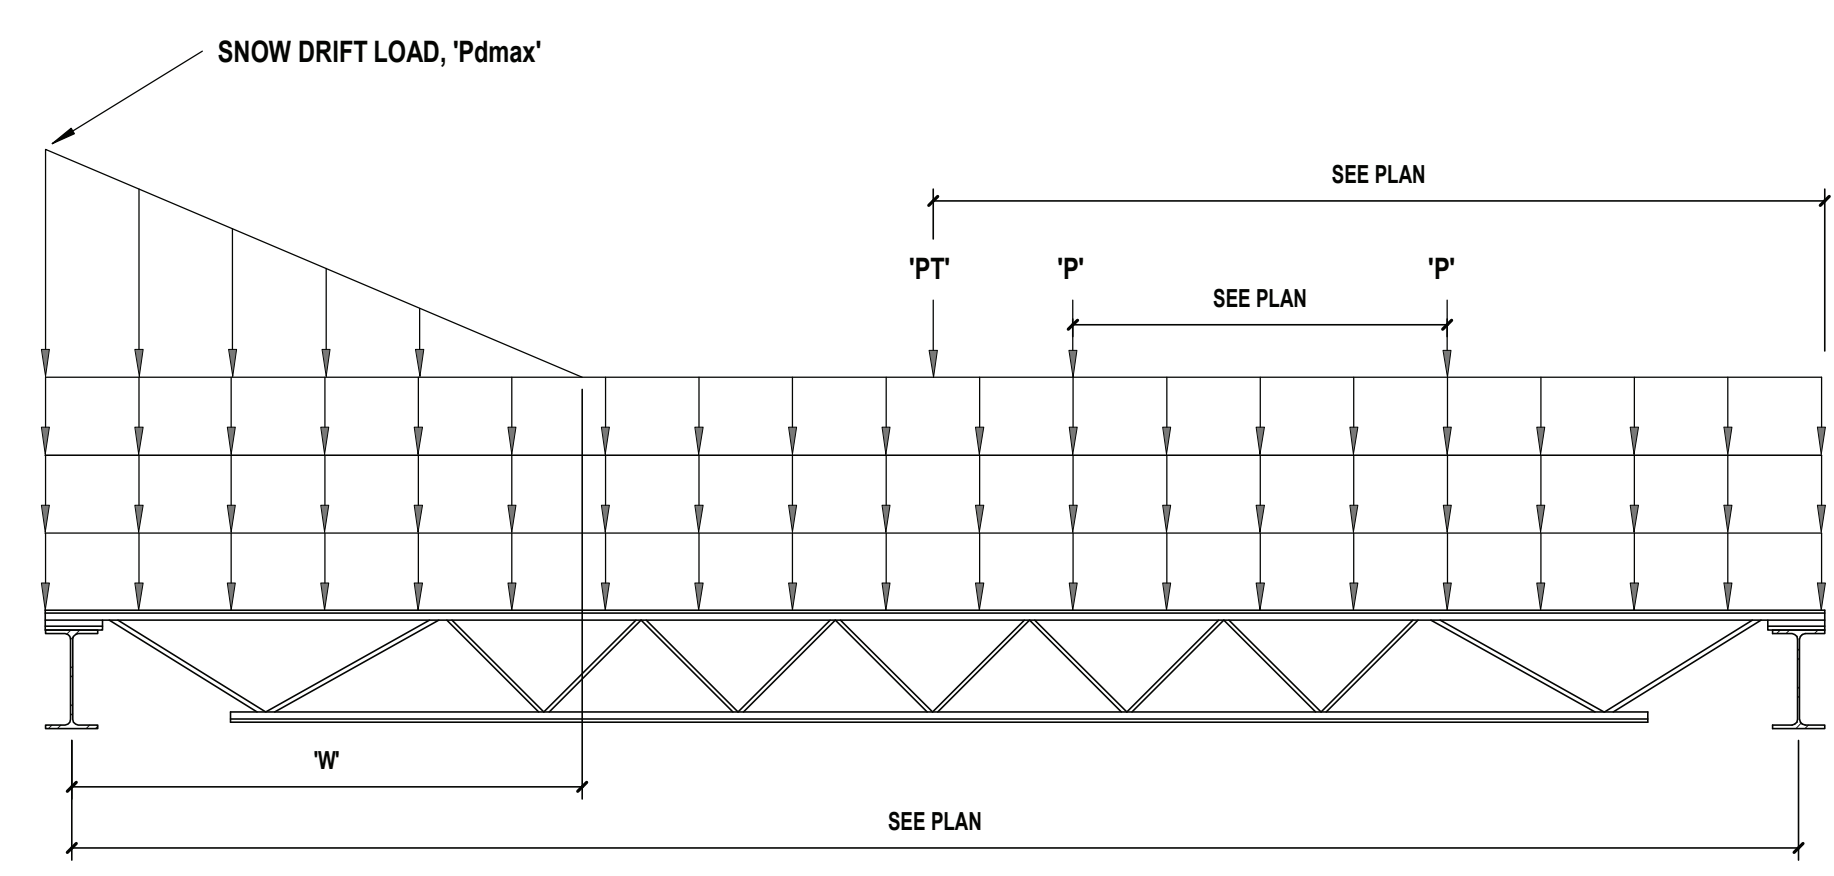 SNOW DRIFT LOAD, 'Pdmax'
SEE PLAN
'PT'
'P'
'P'
SEE PLAN
'W'
SEE PLAN